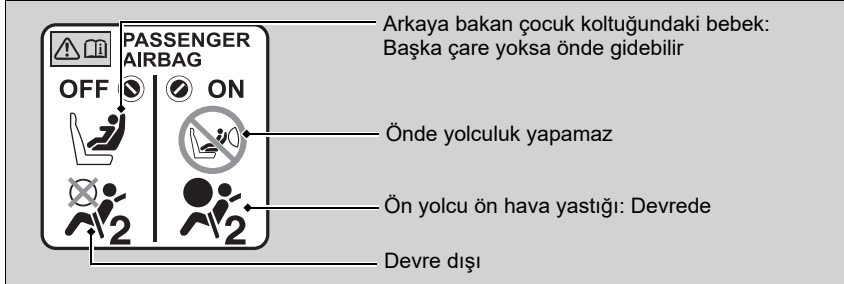 PASSENGER
AIRBAG
OFF ON
2 2
Arkaya bakan çocuk koltuğundaki bebek:
Başka çare yoksa önde gidebilir
Önde yolculuk yapamaz
Ön yolcu ön hava yastığı: Devrede
Devre dışı